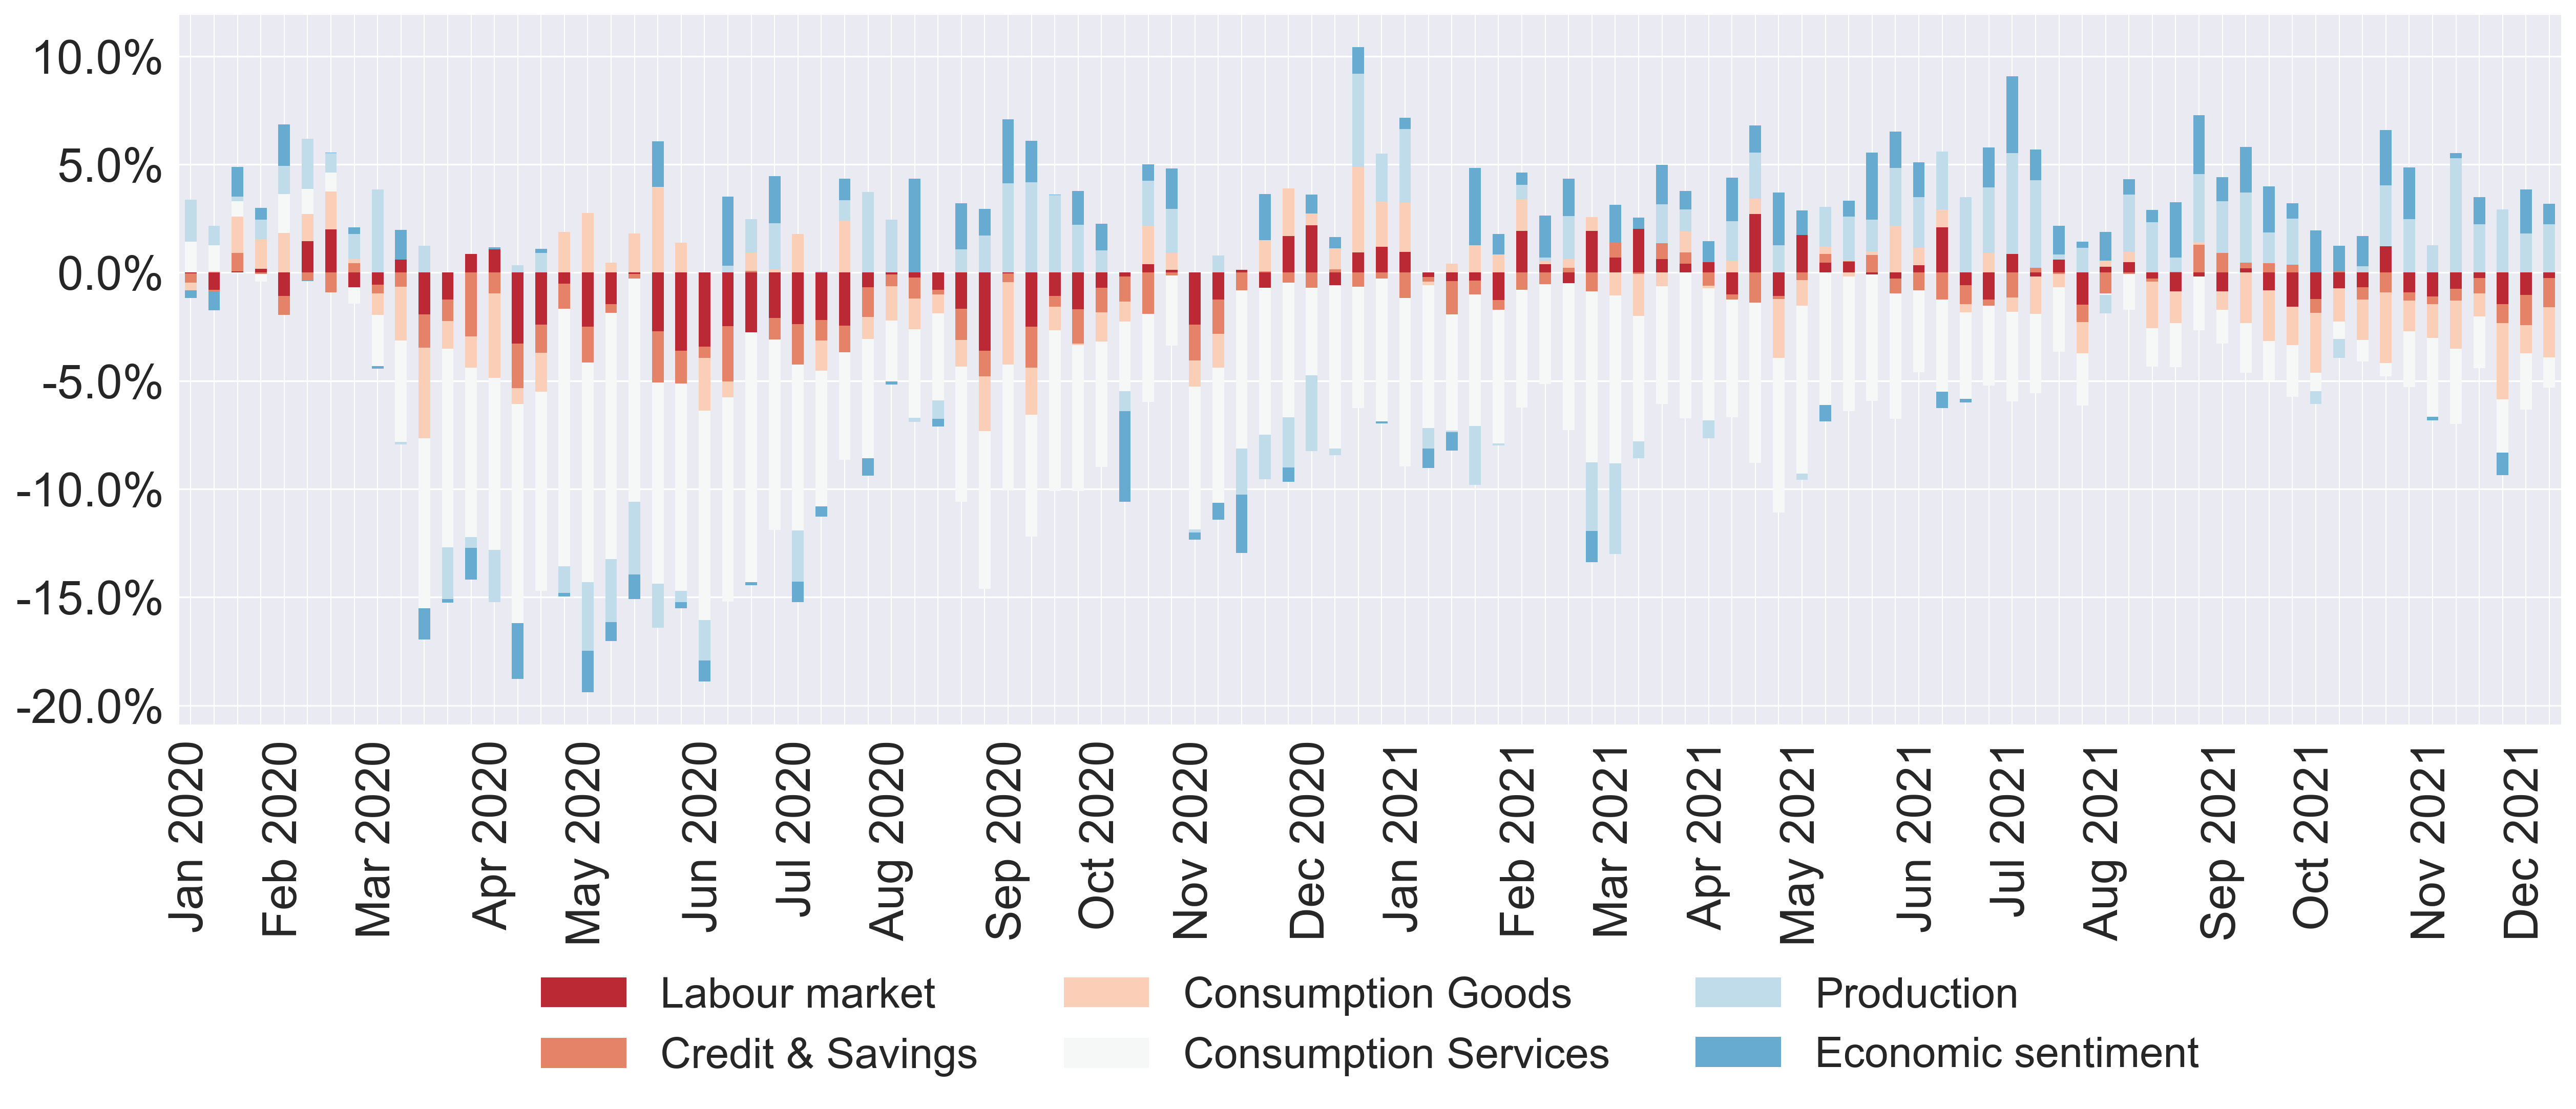 10.0%
5.0%
0.0%
-5.0%
-10.0%
-15.0%
-20.0%
Jan 2020
Feb 2020
Mar 2020
Apr 2020
May 2020
Jun 2020
Jul 2020
Aug 2020
Sep 2020
Oct 2020
Nov 2020
Dec 2020
Jan 2021
Feb 2021
Mar 2021
Apr 2021
May 2021
Jun 2021
Jul 2021
Aug 2021
Sep 2021
Oct 2021
Nov 2021
Dec 2021
Labour market
Consumption Goods
Production
Credit & Savings
Consumption Services
Economic sentiment